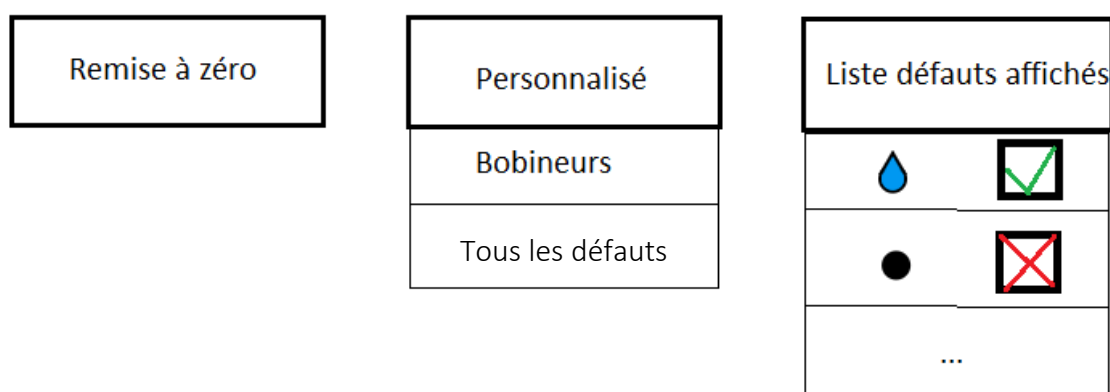 Remise à zéro
Personnalisé
Bobineurs
Tous les défauts
Liste défauts affichés
...